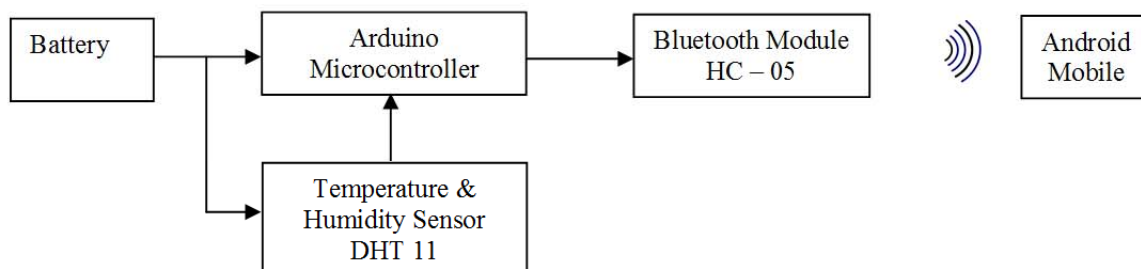 Battery
Arduino
Microcontroller
Bluetooth Module
HC – 05
Android
Mobile
Temperature &
Humidity Sensor
DHT 11